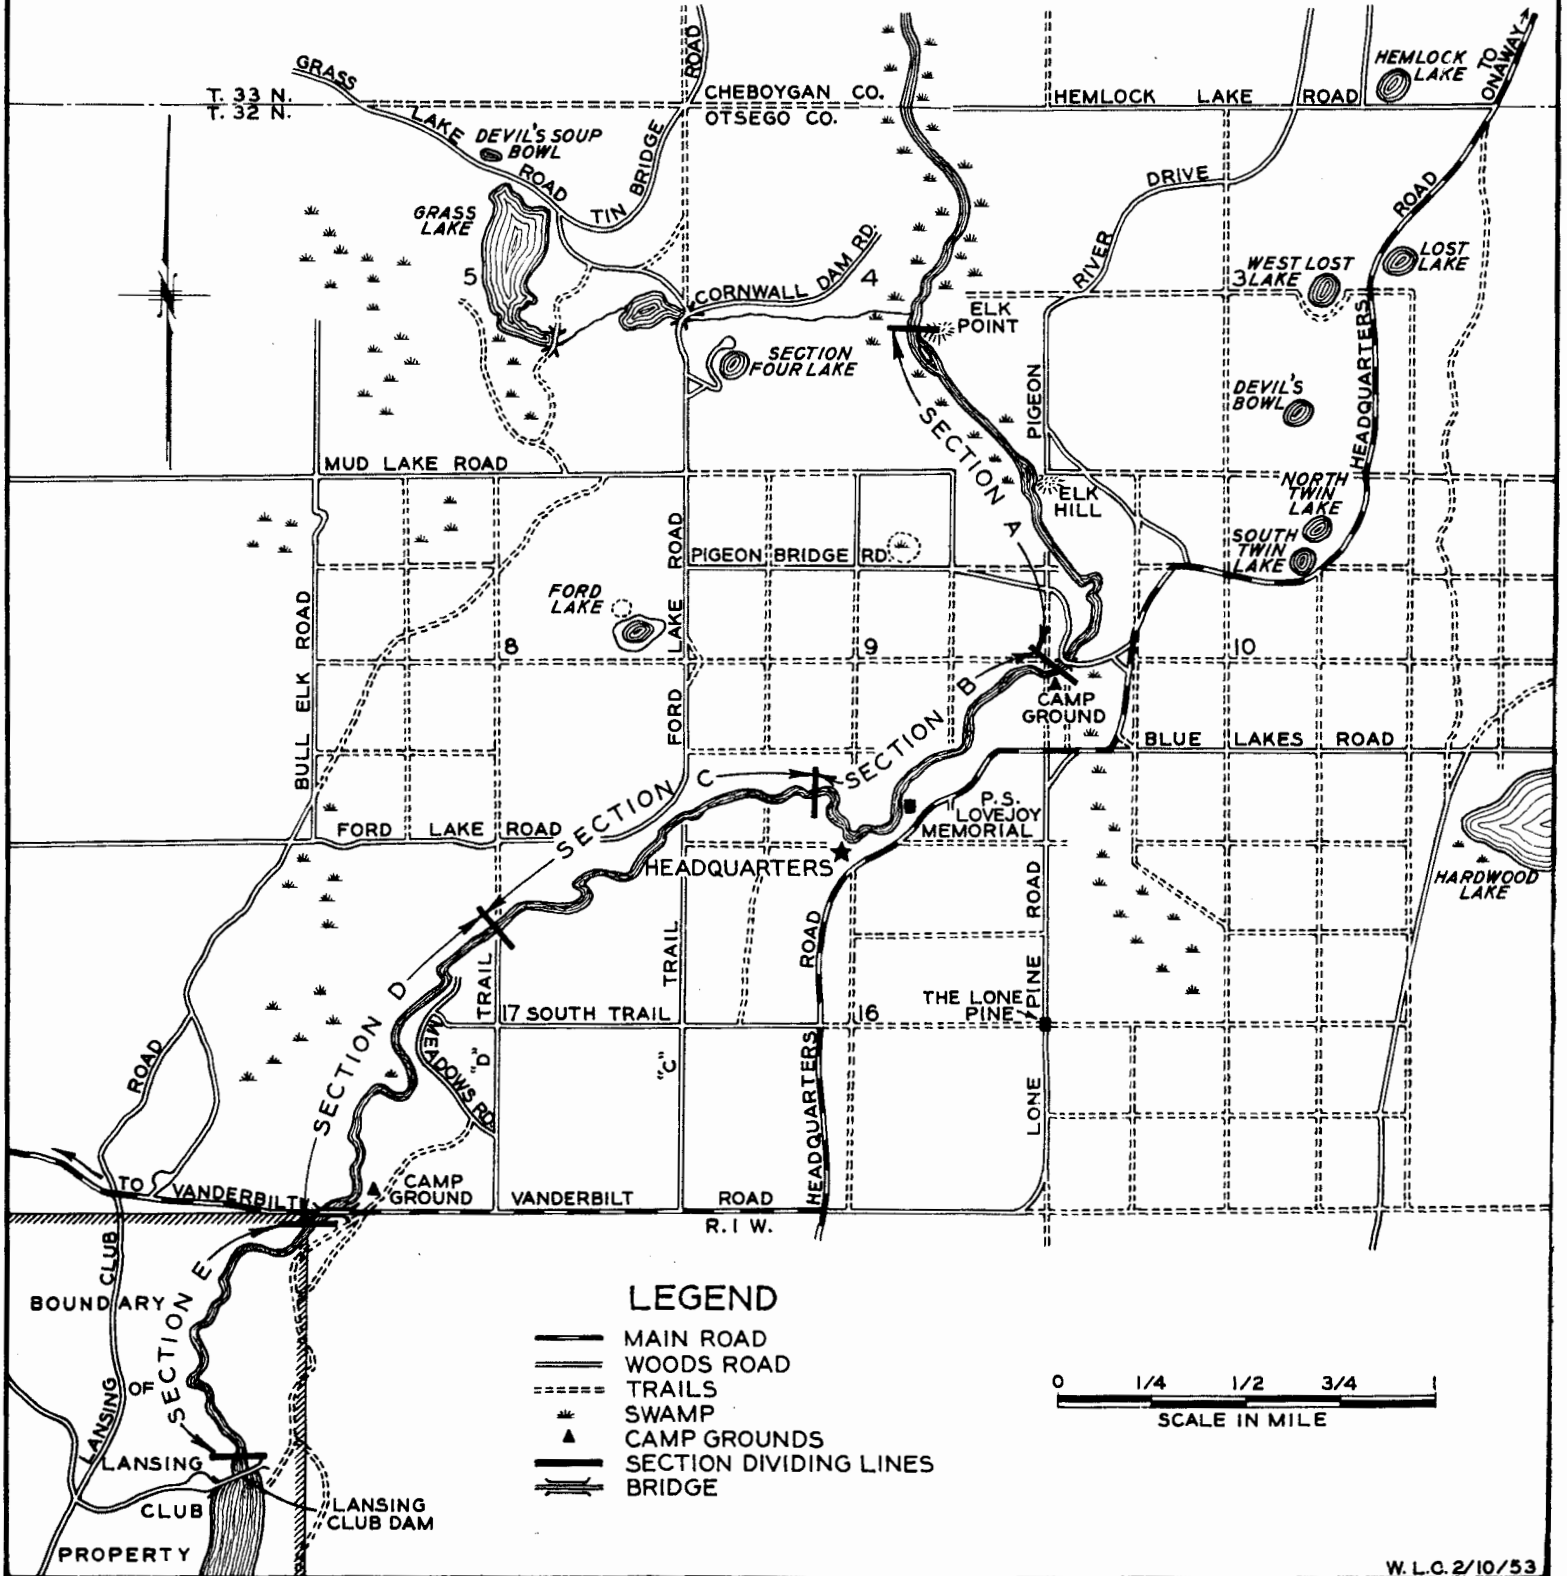 GRASS LAKE ROAD
TIN BRIDGE ROAD
T. 33 N.
T. 32 N.
CHEBOYGAN CO.
OTSEGO CO.
HEMLOCK LAKE ROAD
HEMLOCK
LAKE
TO
ONAWAY
DEVIL'S SOUP
BOWL
GRASS
LAKE
RIVER DRIVE
HEADQUARTERS ROAD
LOST
LAKE
WEST LOST
LAKE
5
4
3
CORNWALL DAM RD.
ELK
POINT
SECTION
FOUR LAKE
PIGEON
DEVIL'S
BOWL
SECTION A
MUD LAKE ROAD
ELK
HILL
NORTH
TWIN
LAKE
SOUTH
TWIN
LAKE
PIGEON BRIDGE RD.
FORD
LAKE
BULL ELK ROAD
FORD LAKE ROAD
8
9
10
SECTION B
CAMP
GROUND
BLUE LAKES ROAD
SECTION C
P.S.
LOVEJOY
MEMORIAL
FORD LAKE ROAD
HEADQUARTERS
HARDWOOD
LAKE
SECTION D
TRAIL "D"
TRAIL "C"
HEADQUARTERS ROAD
LONE PINE ROAD
THE LONE
PINE
17
SOUTH TRAIL
16
MEADOWS RD.
LANSING CLUB ROAD
TO VANDERBILT
CAMP
GROUND
VANDERBILT ROAD
R. I W.
SECTION E
BOUNDARY
OF
LANSING
CLUB
PROPERTY
LANSING
CLUB DAM
LEGEND
MAIN ROAD
WOODS ROAD
TRAILS
SWAMP
CAMP GROUNDS
SECTION DIVIDING LINES
BRIDGE
0 1/4 1/2 3/4 1
SCALE IN MILE
W. L.C. 2/10/53